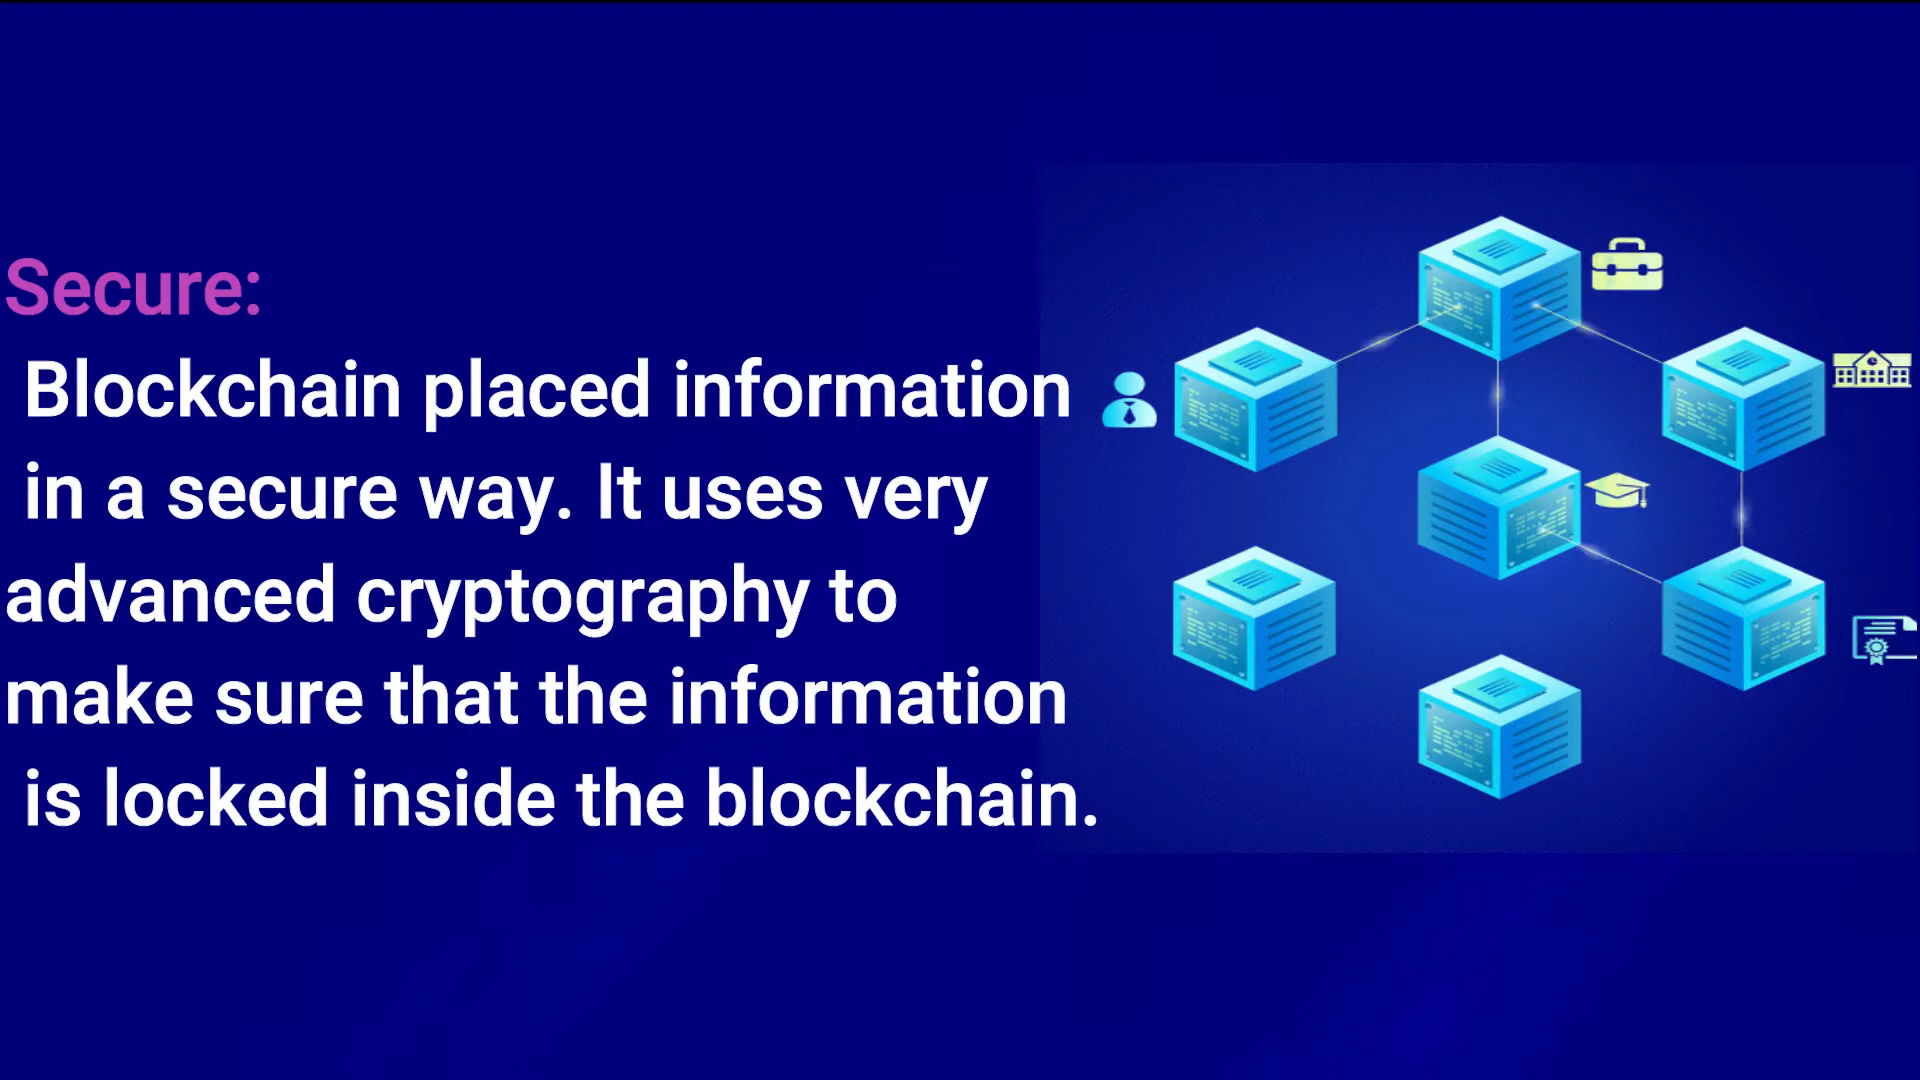 Secure:
Blockchain placed information
in a secure way. It uses very
advanced cryptography to
make sure that the information
is locked inside the blockchain.